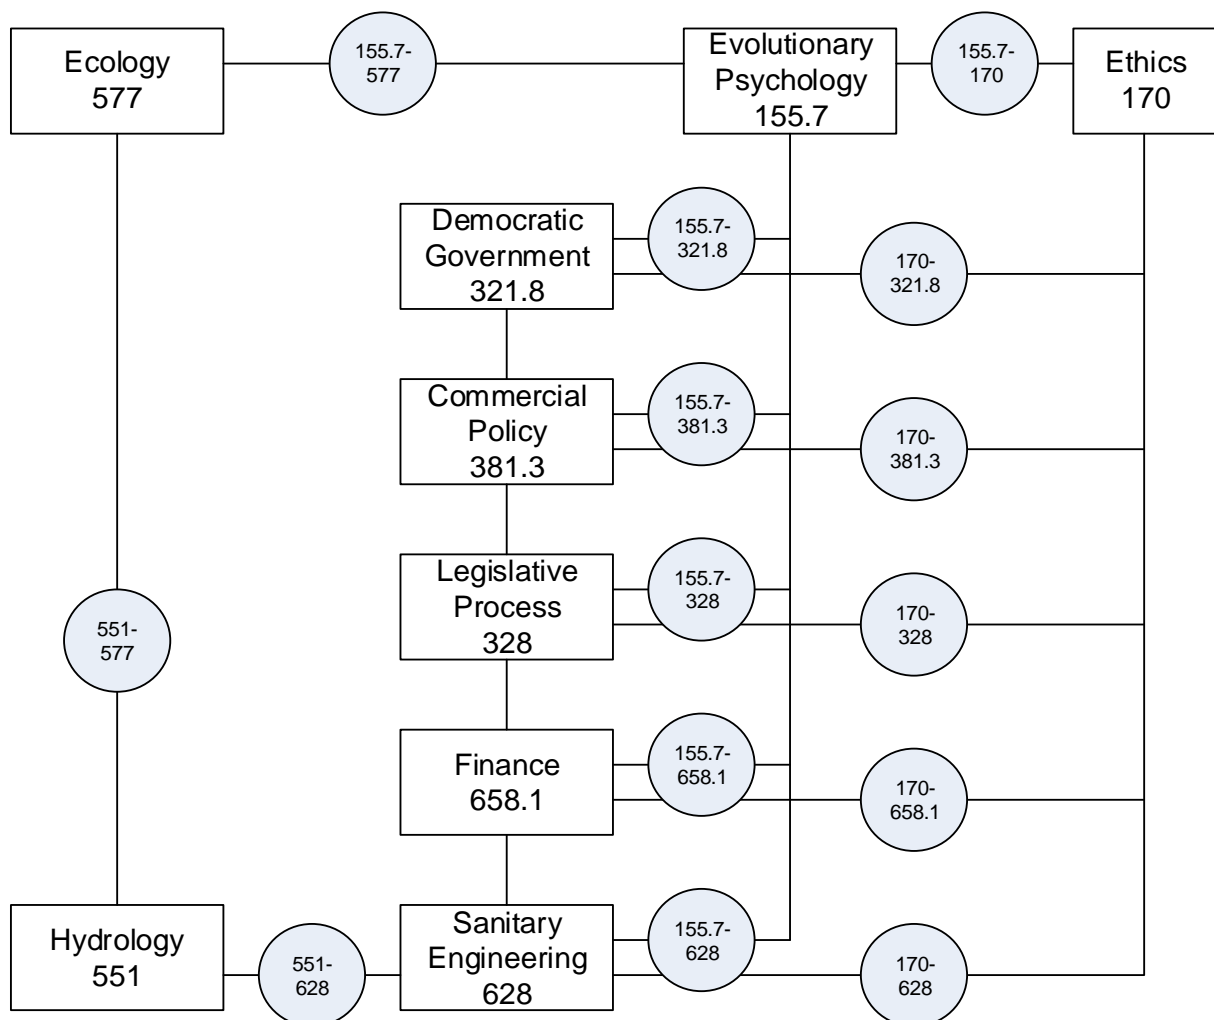 Ecology
577
155.7-
577
Evolutionary
Psychology
155.7
155.7-
170
Ethics
170
Democratic
Government
321.8
155.7-
321.8
170-
321.8
Commercial
Policy
381.3
155.7-
381.3
170-
381.3
Legislative
Process
328
155.7-
328
170-
328
551-
577
Finance
658.1
155.7-
658.1
170-
658.1
Hydrology
551
551-
628
Sanitary
Engineering
628
155.7-
628
170-
628